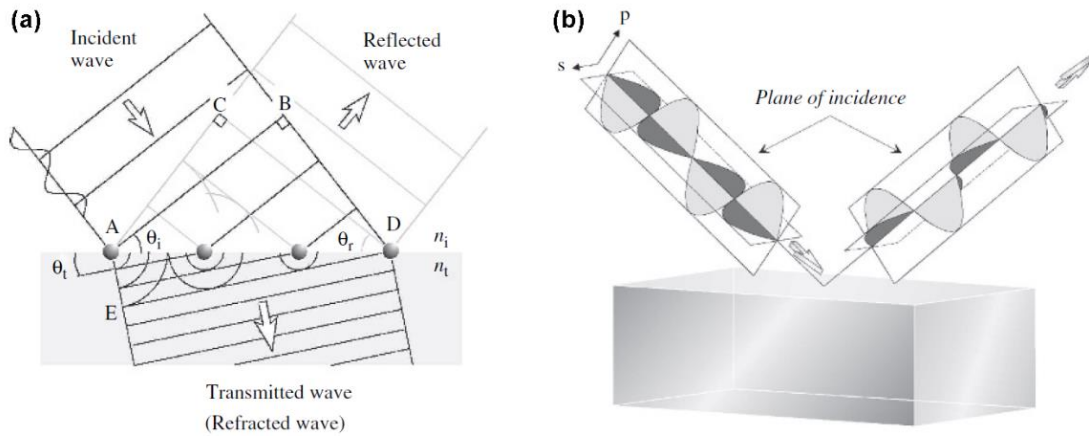 (a)
Incident
wave
Reflected
wave
C
B
A
θi
θr
D
ni
nt
θt
E
Transmitted wave
(Refracted wave)
(b)
p
s
Plane of incidence